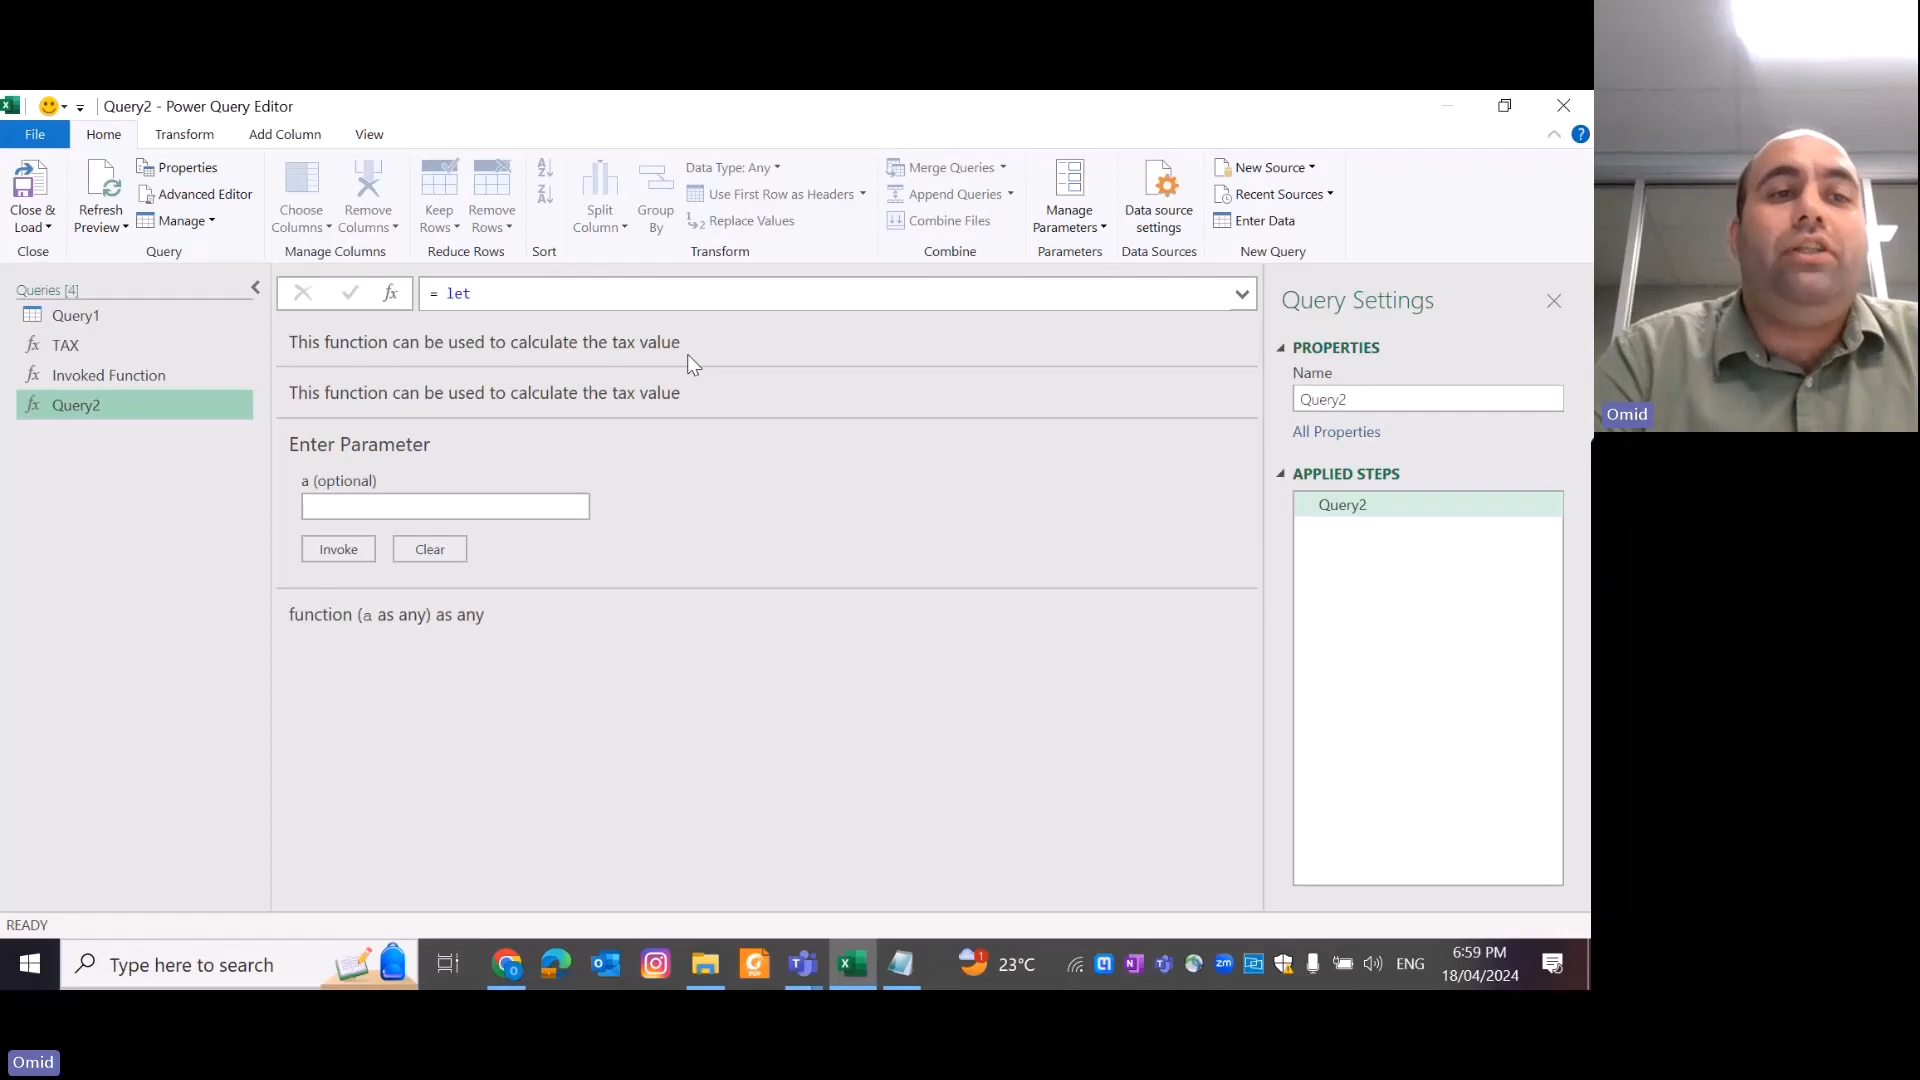 Query2 - Power Query Editor
File
Home
Transform
Add Column
View
?
Close & Load
Refresh Preview
Properties
Advanced Editor
Manage
Choose Columns
Remove Columns
Keep Rows
Remove Rows
Split Column
Group By
Data Type: Any
Use First Row as Headers
Replace Values
Merge Queries
Append Queries
Combine Files
Manage Parameters
Data source settings
New Source
Recent Sources
Enter Data
Close
Query
Manage Columns
Reduce Rows
Sort
Transform
Combine
Parameters
Data Sources
New Query
Queries [4]
Query1
fx TAX
fx Invoked Function
fx Query2
fx
= let
This function can be used to calculate the tax value
This function can be used to calculate the tax value
Enter Parameter
a (optional)
Invoke
Clear
function (a as any) as any
Query Settings
PROPERTIES
Name
Query2
All Properties
APPLIED STEPS
Query2
Omid
READY
Type here to search
23°C
ENG
6:59 PM
18/04/2024
Omid